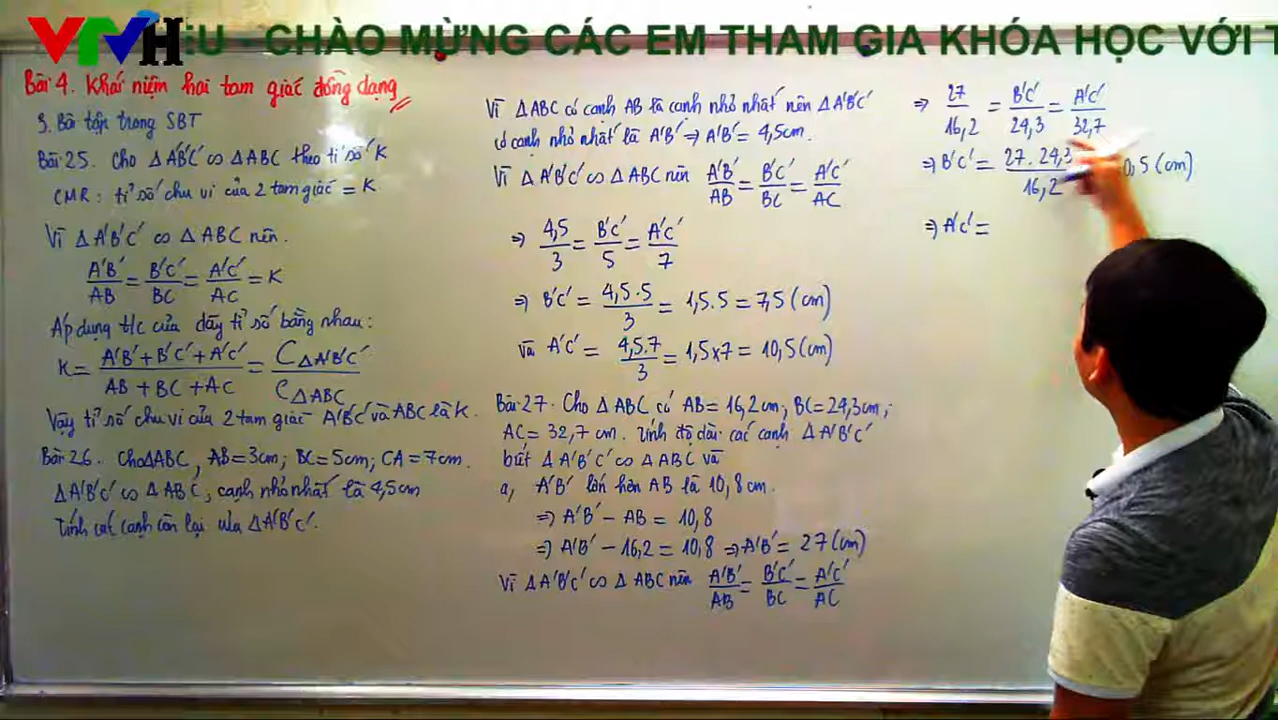 VTVH
ỆU - CHÀO MỪNG CÁC EM THAM GIA KHÓA HỌC VỚI T
Bài 4. Khái niệm hai tam giác đồng dạng
3. Bài tập trong SBT
Bài 25. Cho ΔA'B'C' ∽ ΔABC theo tỉ số K
CMR: tỉ số chu vi của 2 tam giác = K
Vì ΔA'B'C' ∽ ΔABC nên.
A'B'/AB = B'C'/BC = A'C'/AC = K
Áp dụng t/c của dãy tỉ số bằng nhau:
K = (A'B' + B'C' + A'C')/(AB + BC + AC) = CΔA'B'C'/CΔABC
Vậy tỉ số chu vi của 2 tam giác A'B'C' và ABC là K.
Bài 26. Cho ΔABC, AB=3cm; BC=5cm; CA=7cm.
ΔA'B'C' ∽ ΔABC, cạnh nhỏ nhất là 4,5cm
Tính các cạnh còn lại của ΔA'B'C'.
Vì ΔABC có cạnh AB là cạnh nhỏ nhất nên ΔA'B'C'
có cạnh nhỏ nhất là A'B' ⇒ A'B' = 4,5cm.
Vì ΔA'B'C' ∽ ΔABC nên A'B'/AB = B'C'/BC = A'C'/AC
⇒ 4,5/3 = B'C'/5 = A'C'/7
⇒ B'C' = 4,5.5/3 = 1,5.5 = 7,5 (cm)
và A'C' = 4,5.7/3 = 1,5×7 = 10,5 (cm)
Bài 27. Cho ΔABC có AB = 16,2cm; BC = 24,3cm;
AC = 32,7 cm. Tính độ dài các cạnh ΔA'B'C'
biết ΔA'B'C' ∽ ΔABC và
a, A'B' lớn hơn AB là 10,8cm.
⇒ A'B' - AB = 10,8
⇒ A'B' - 16,2 = 10,8 ⇒ A'B' = 27 (cm)
Vì ΔA'B'C' ∽ ΔABC nên A'B'/AB = B'C'/BC = A'C'/AC
⇒ 27/16,2 = B'C'/24,3 = A'C'/32,7
⇒ B'C' = 27.24,3/16,2 0,5 (cm)
⇒ A'C' =